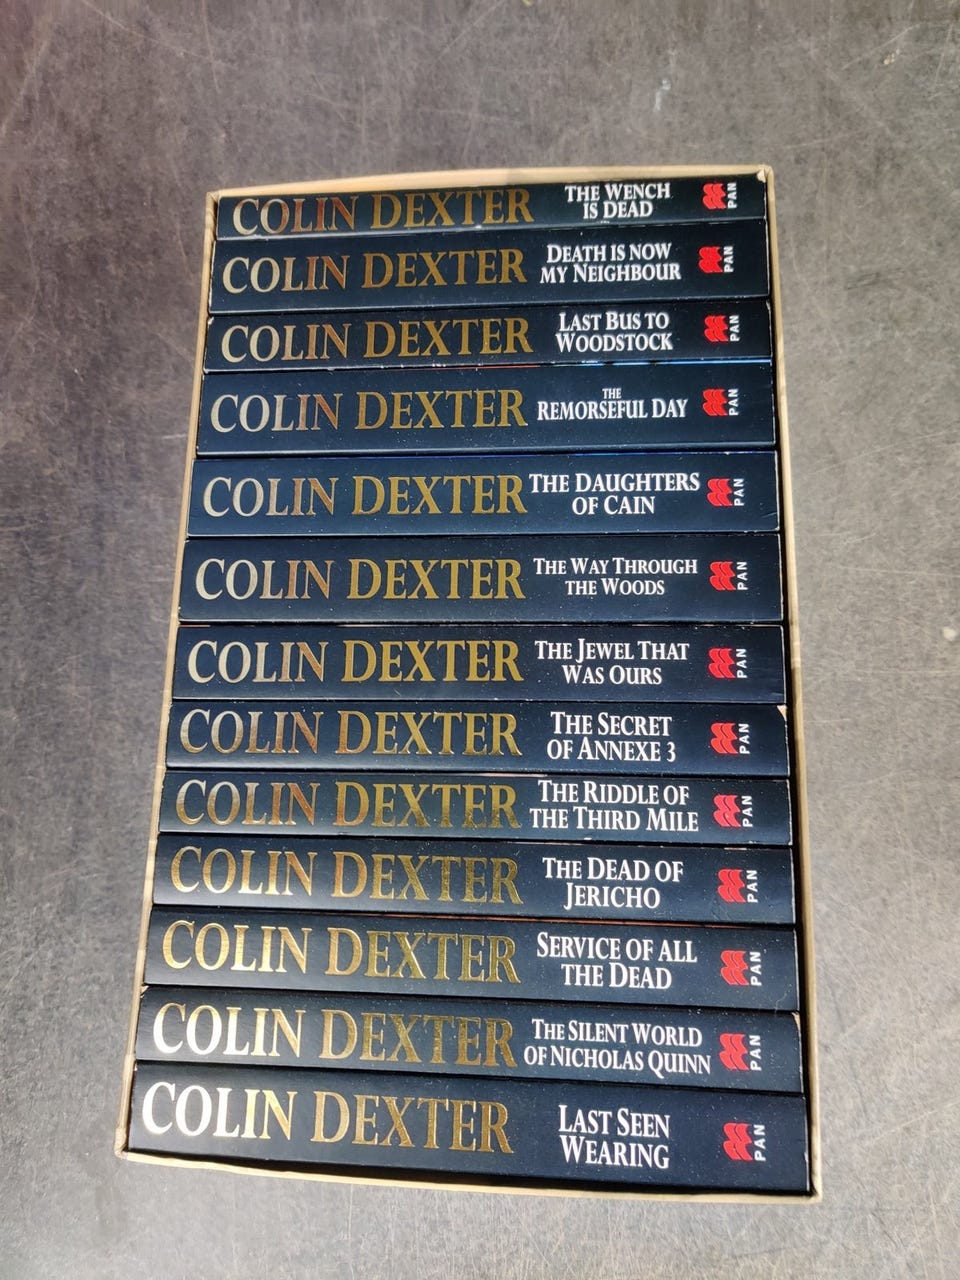 COLIN DEXTER
THE WENCH
IS DEAD
PAN
COLIN DEXTER
DEATH IS NOW
MY NEIGHBOUR
PAN
COLIN DEXTER
LAST BUS TO
WOODSTOCK
PAN
COLIN DEXTER
THE
REMORSEFUL DAY
PAN
COLIN DEXTER
THE DAUGHTERS
OF CAIN
PAN
COLIN DEXTER
THE WAY THROUGH
THE WOODS
PAN
COLIN DEXTER
THE JEWEL THAT
WAS OURS
PAN
COLIN DEXTER
THE SECRET
OF ANNEXE 3
PAN
COLIN DEXTER
THE RIDDLE OF
THE THIRD MILE
PAN
COLIN DEXTER
THE DEAD OF
JERICHO
PAN
COLIN DEXTER
SERVICE OF ALL
THE DEAD
PAN
COLIN DEXTER
THE SILENT WORLD
OF NICHOLAS QUINN
PAN
COLIN DEXTER
LAST SEEN
WEARING
PAN